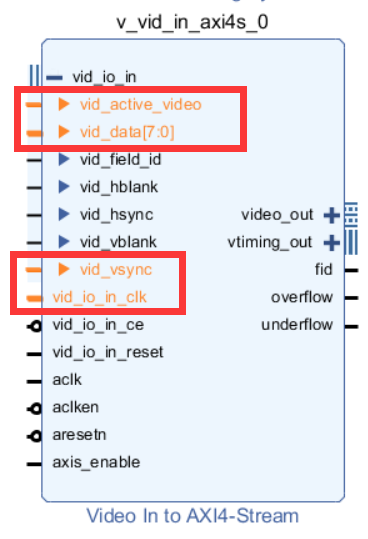 v_vid_in_axi4s_0
vid_io_in
vid_active_video
vid_data[7:0]
vid_field_id
vid_hblank
vid_hsync
video_out
vid_vblank
vtiming_out
vid_vsync
fid
vid_io_in_clk
overflow
vid_io_in_ce
underflow
vid_io_in_reset
aclk
aclken
aresetn
axis_enable
Video In to AXI4-Stream